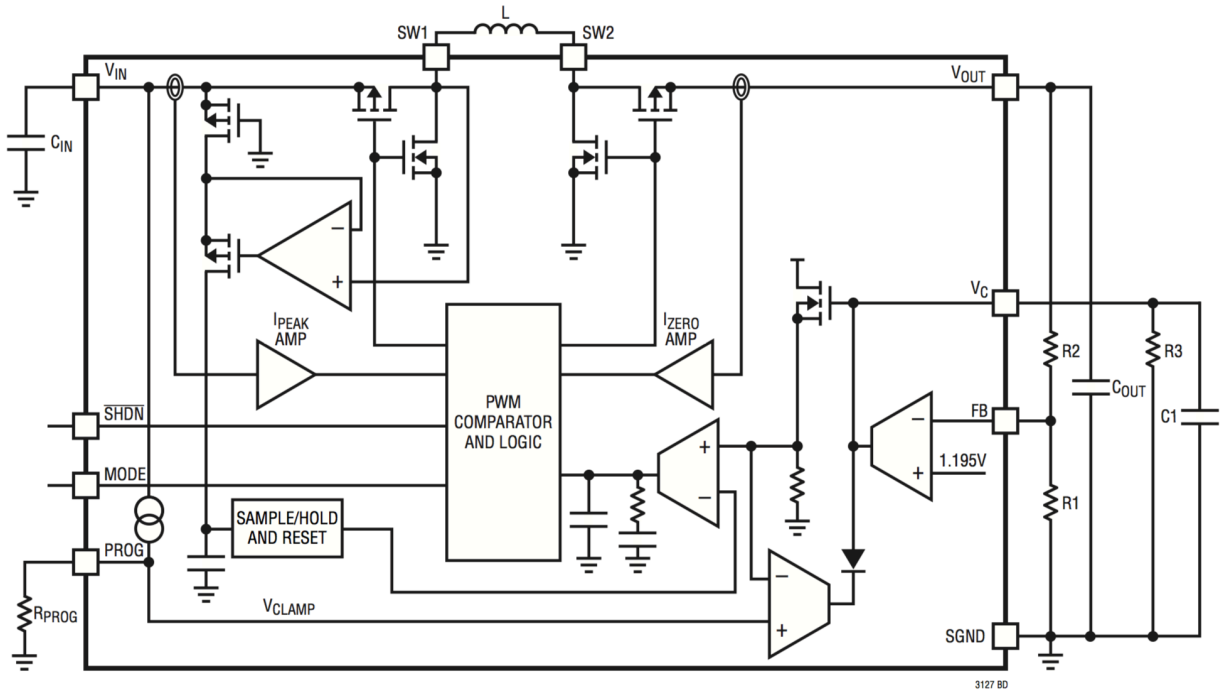 L
SW1
SW2
VIN
VOUT
CIN
VC
IPEAK
AMP
IZERO
AMP
R2
R3
COUT
C1
PWM
COMPARATOR
AND LOGIC
SHDN
FB
1.195V
MODE
R1
SAMPLE/HOLD
AND RESET
PROG
RPROG
VCLAMP
SGND
3127 BD
+
−
+
−
+
−
+
−